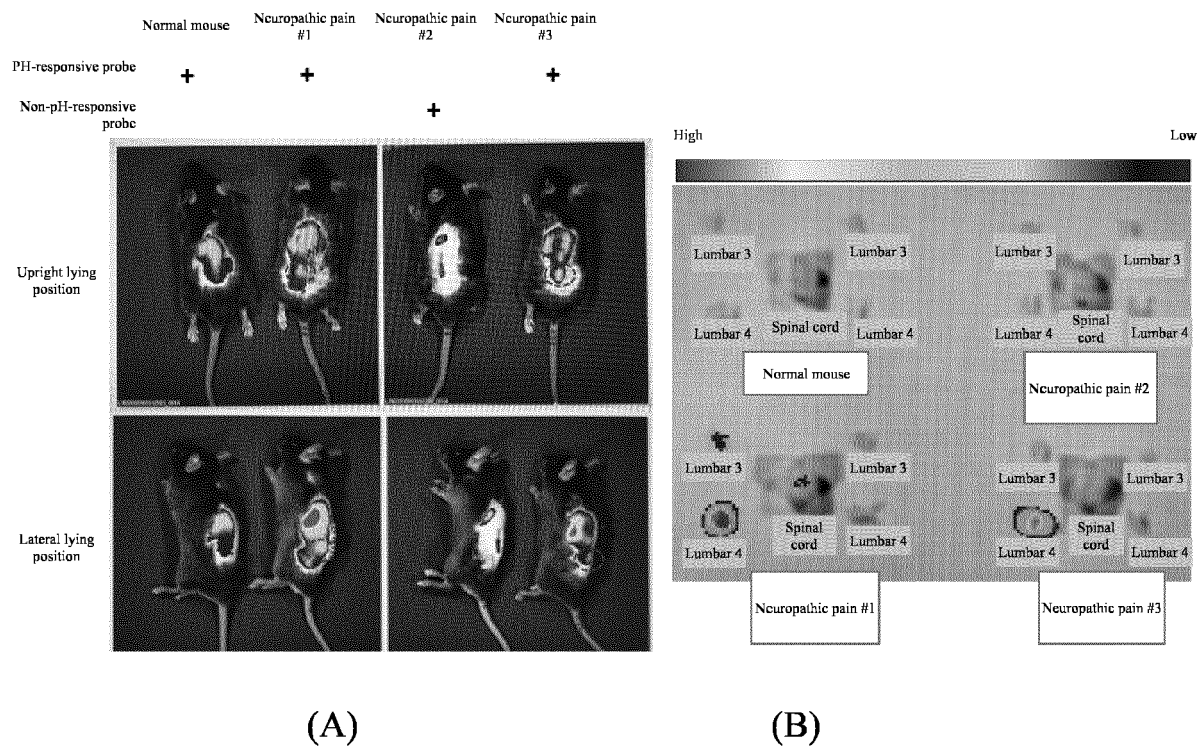 Normal mouse
Neuropathic pain
#1
Neuropathic pain
#2
Neuropathic pain
#3
PH-responsive probe
+
+
+
Non-pH-responsive
probe
+
Upright lying
position
Lateral lying
position
(A)
High
Low
Lumbar 3
Lumbar 3
Lumbar 4
Spinal cord
Lumbar 4
Normal mouse
Lumbar 3
Lumbar 3
Lumbar 4
Spinal
cord
Lumbar 4
Neuropathic pain #2
Lumbar 3
Lumbar 3
Lumbar 4
Spinal
cord
Lumbar 4
Neuropathic pain #1
Lumbar 3
Lumbar 3
Lumbar 4
Spinal
cord
Lumbar 4
Neuropathic pain #3
(B)